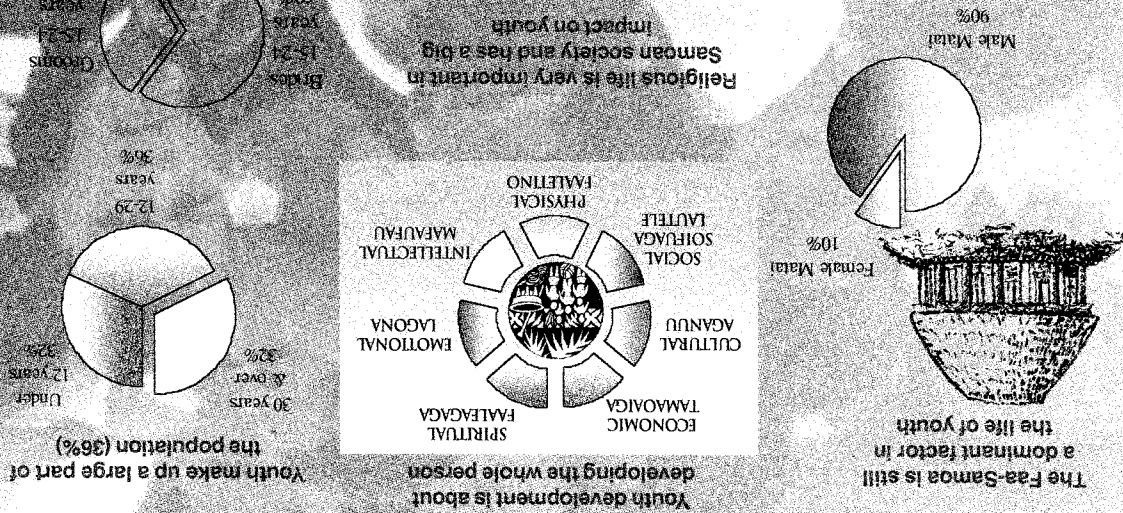 The Faa-Samoa is still
a dominant factor in
the life of youth
Female Matai
10%
Male Matai
90%
Youth development is about
developing the whole person
ECONOMIC
TAMAOAIGA
SPIRITUAL
FAALEAGAGA
CULTURAL
AGANUU
EMOTIONAL
LAGONA
SOCIAL
SOIFUAGA
LAUTELE
INTELLECTUAL
MAFAUFAU
PHYSICAL
FAALETINO
Religious life is very important in
Samoan society and has a big
impact on youth
Youth make up a large part of
the population (36%)
30 years
& over
32%
Under
12 years
32%
12-29
years
36%
Brides
15-24
years
Grooms
15-24
years